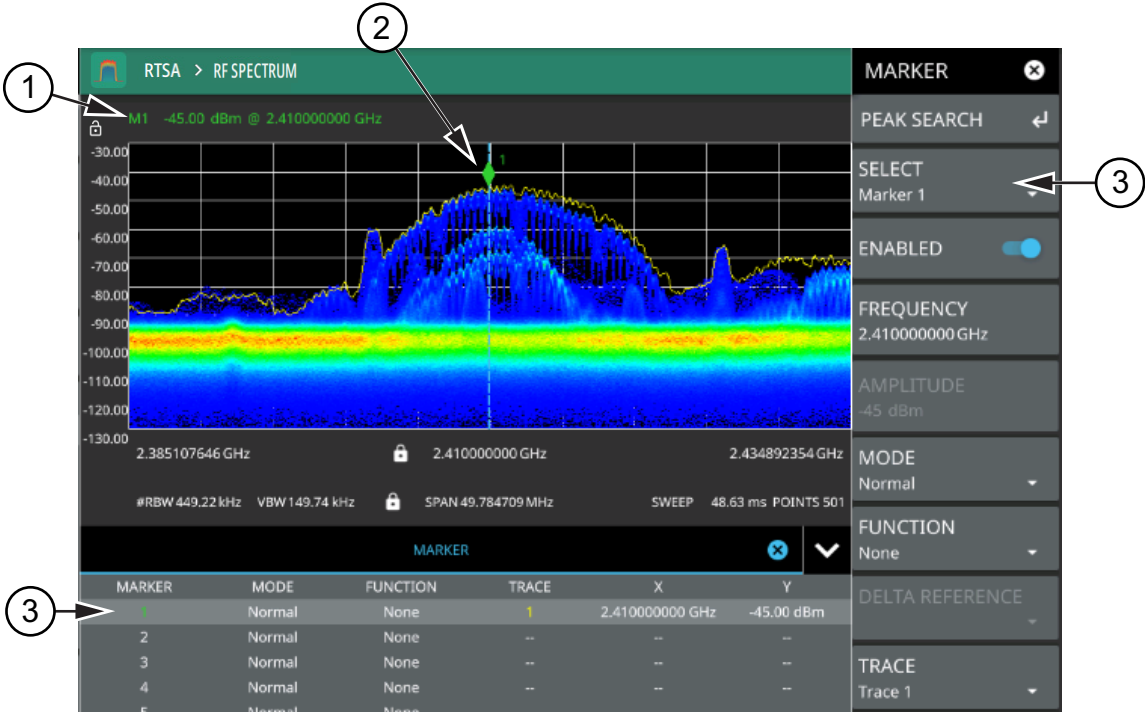 2
RTSA > RF SPECTRUM
MARKER
1
M1 -45.00 dBm @ 2.410000000 GHz
PEAK SEARCH
-30.00
1
-40.00
-50.00
-60.00
-70.00
-80.00
-90.00
-100.00
-110.00
-120.00
-130.00
SELECT
Marker 1
3
ENABLED
FREQUENCY
2.410000000 GHz
AMPLITUDE
-45 dBm
2.385107646 GHz 2.410000000 GHz 2.434892354 GHz
MODE
Normal
#RBW 449.22 kHz VBW 149.74 kHz SPAN 49.784709 MHz SWEEP 48.63 ms POINTS 501
FUNCTION
None
MARKER
MARKER MODE FUNCTION TRACE X Y
3
1 Normal None 1 2.410000000 GHz -45.00 dBm
2 Normal None -- -- --
3 Normal None -- -- --
4 Normal None -- -- --
5 Normal None
DELTA REFERENCE
--
TRACE
Trace 1